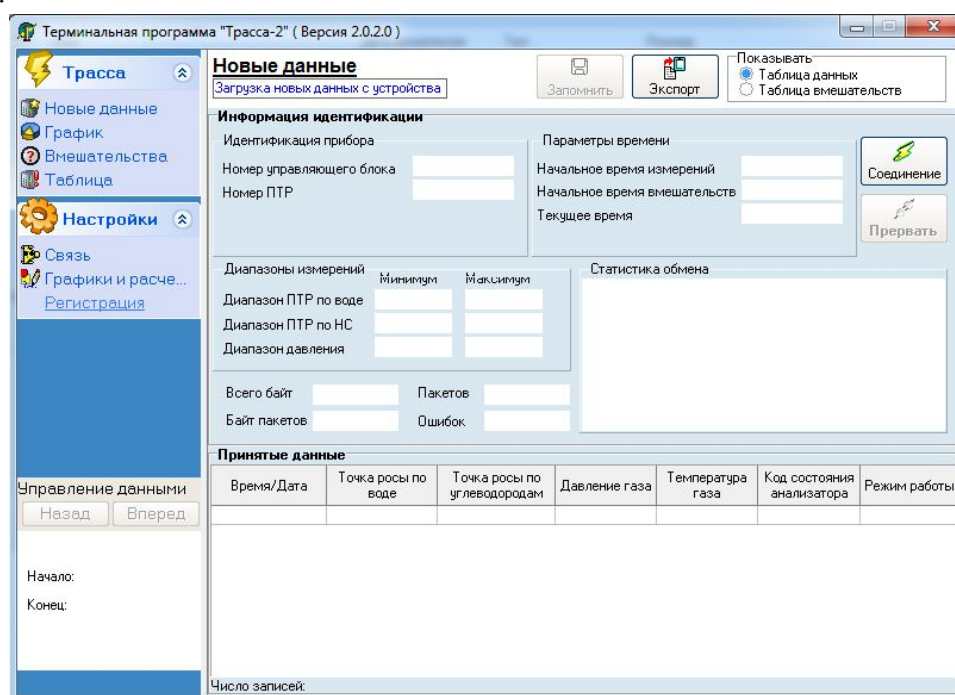 Терминальная программа "Трасса-2" ( Версия 2.0.2.0 )
Трасса
Новые данные
График
Вмешательства
Таблица
Настройки
Связь
Графики и расче...
Регистрация
Управление данными
Назад Вперед
Начало:
Конец:
Новые данные
Загрузка новых данных с устройства
Запомнить
Экспорт
Показывать
Таблица данных
Таблица вмешательств
Информация идентификации
Идентификация прибора
Номер управляющего блока
Номер ПТР
Параметры времени
Начальное время измерений
Начальное время вмешательств
Текущее время
Соединение
Прервать
Диапазоны измерений
Минимум Максимум
Диапазон ПТР по воде
Диапазон ПТР по НС
Диапазон давления
Статистика обмена
Всего байт Пакетов
Байт пакетов Ошибок
Принятые данные
Время/Дата
Точка росы по
воде
Точка росы по
углеводородам
Давление газа
Температура
газа
Код состояния
анализатора
Режим работы
Число записей: